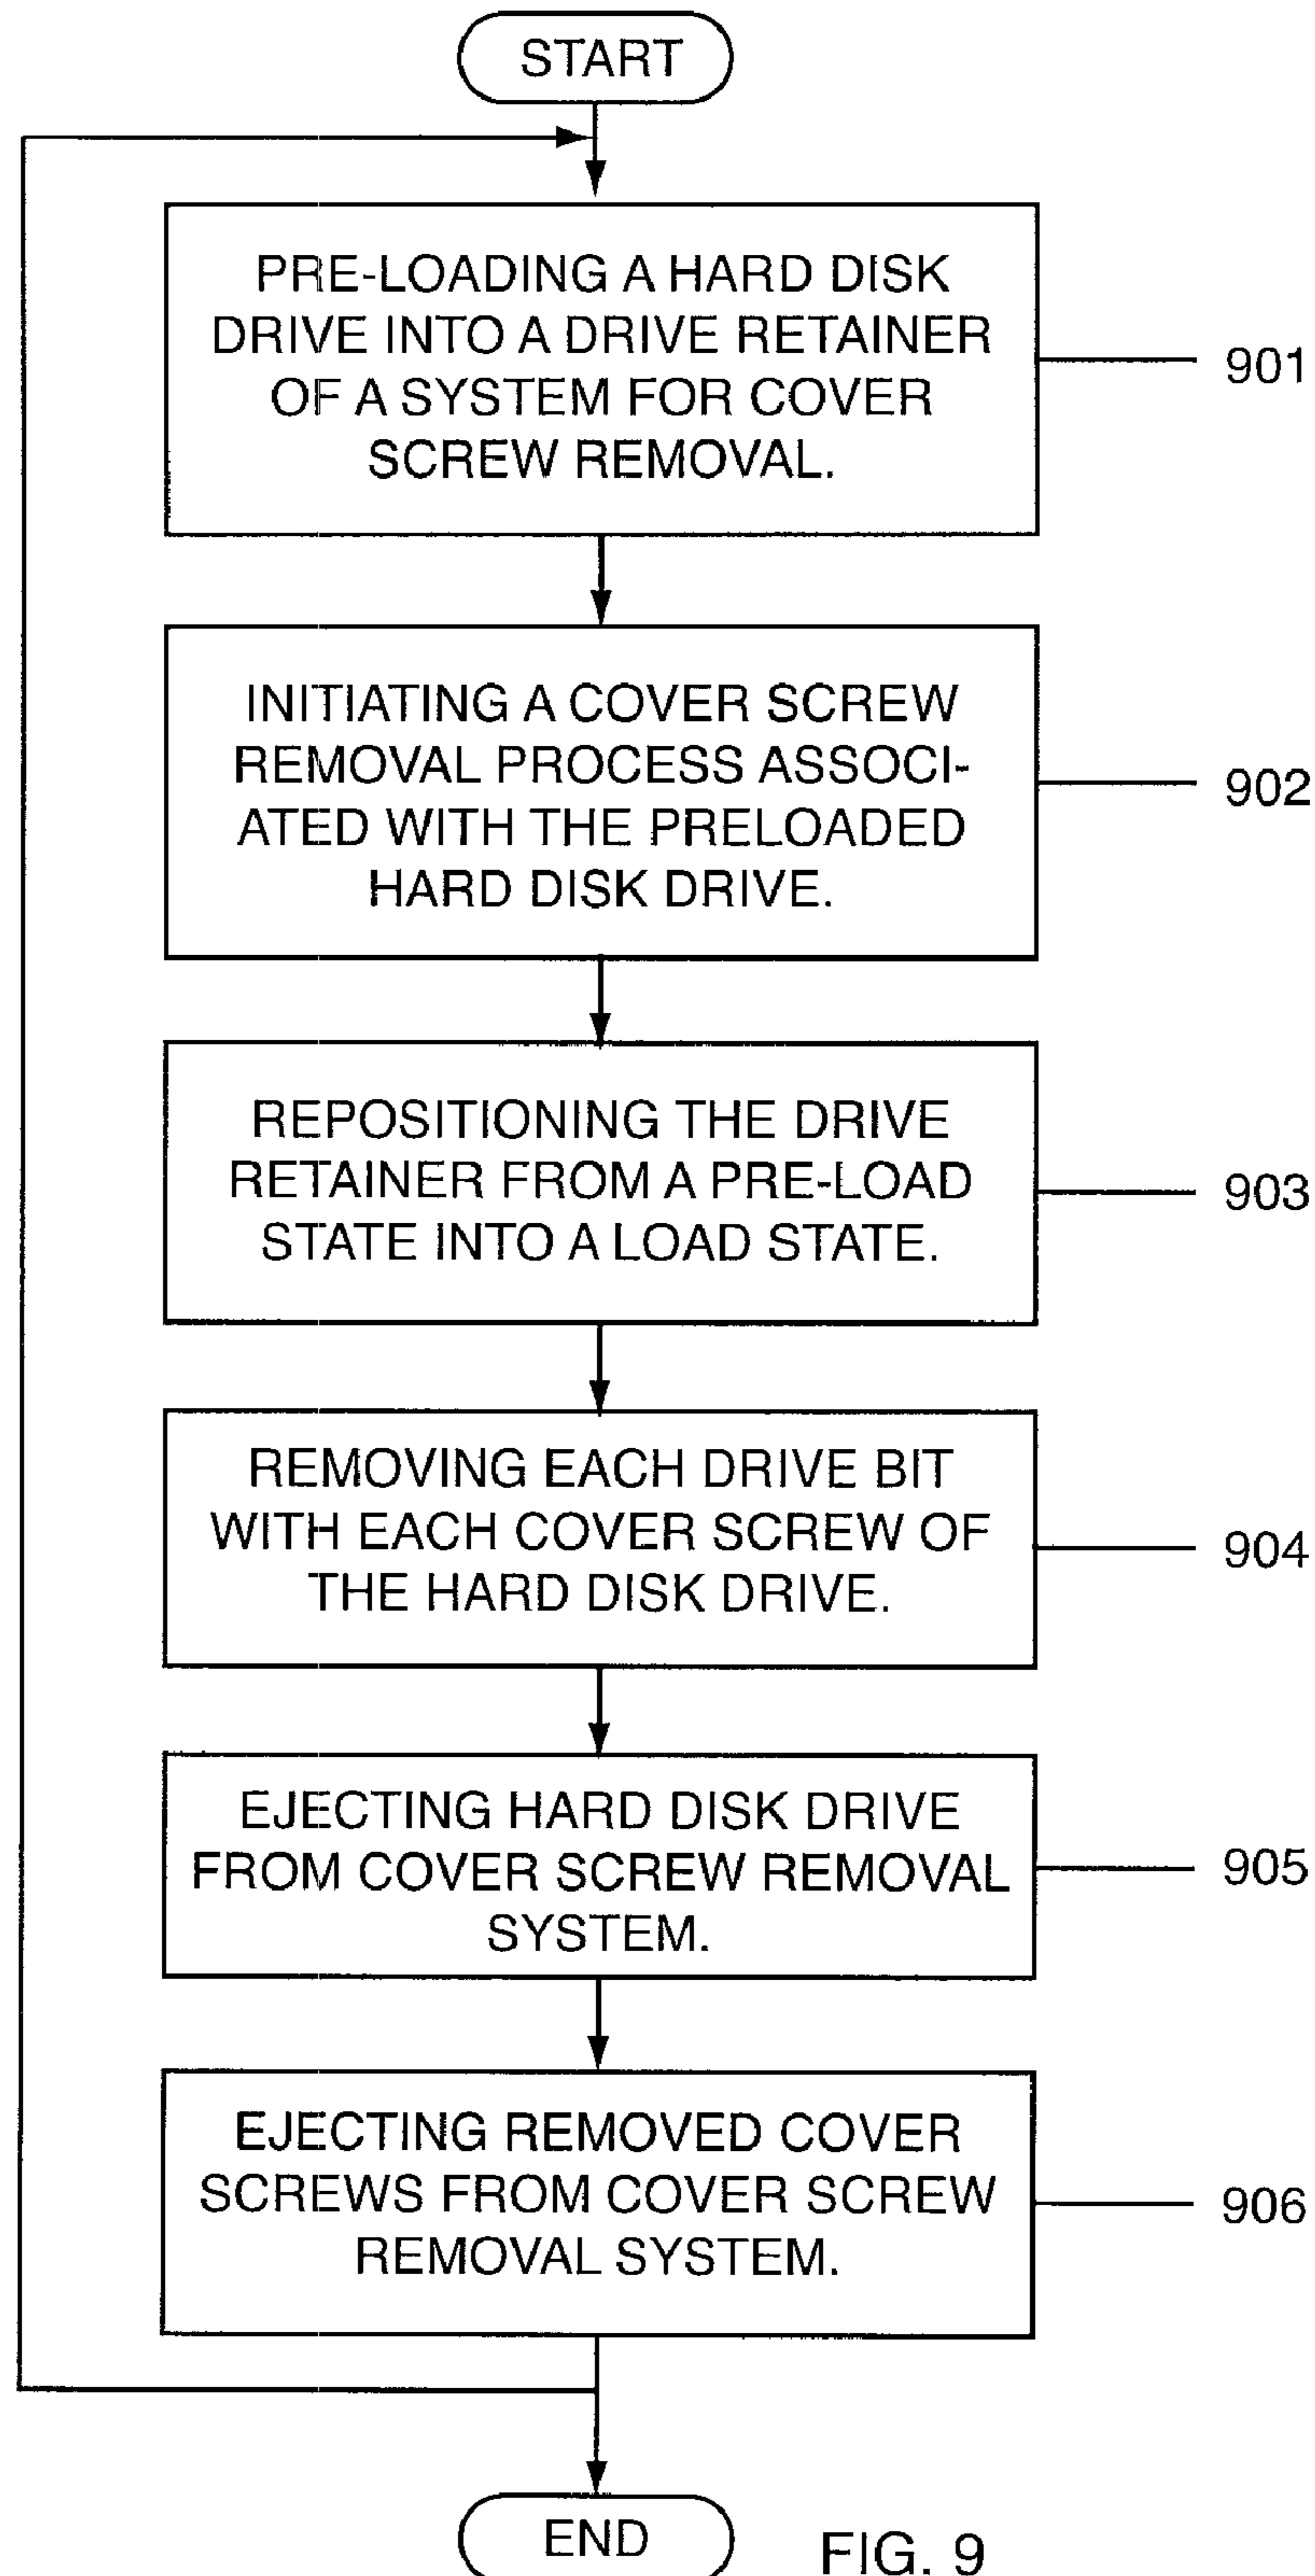 START
PRE-LOADING A HARD DISK
DRIVE INTO A DRIVE RETAINER
OF A SYSTEM FOR COVER
SCREW REMOVAL.
901
INITIATING A COVER SCREW
REMOVAL PROCESS ASSOCI-
ATED WITH THE PRELOADED
HARD DISK DRIVE.
902
REPOSITIONING THE DRIVE
RETAINER FROM A PRE-LOAD
STATE INTO A LOAD STATE.
903
REMOVING EACH DRIVE BIT
WITH EACH COVER SCREW OF
THE HARD DISK DRIVE.
904
EJECTING HARD DISK DRIVE
FROM COVER SCREW REMOVAL
SYSTEM.
905
EJECTING REMOVED COVER
SCREWS FROM COVER SCREW
REMOVAL SYSTEM.
906
END
FIG. 9